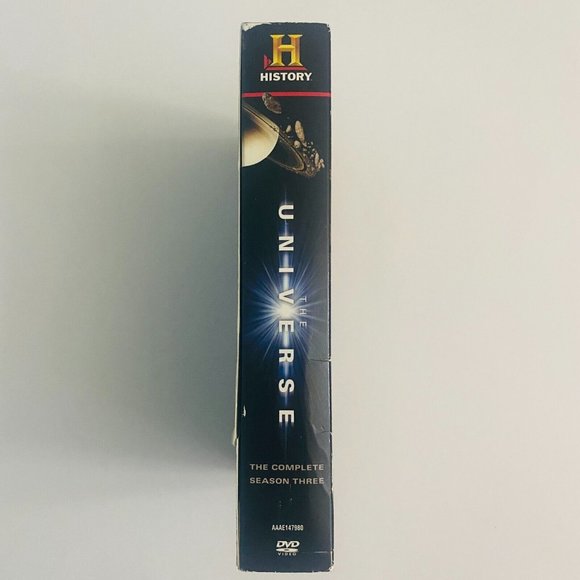 H
HISTORY
THE
UNIVERSE
THE COMPLETE
SEASON THREE
AAAE147980
DVD
VIDEO